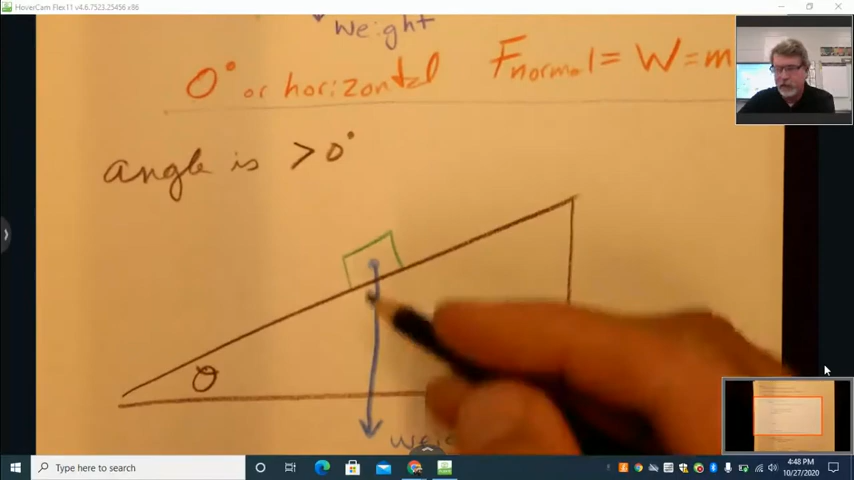 HoverCam Flex11 v4.6.7523.25456 x86
weight
0° or horizontal Fnormal = W = m
angle is > 0°
θ
Type here to search
4:48 PM
10/27/2020